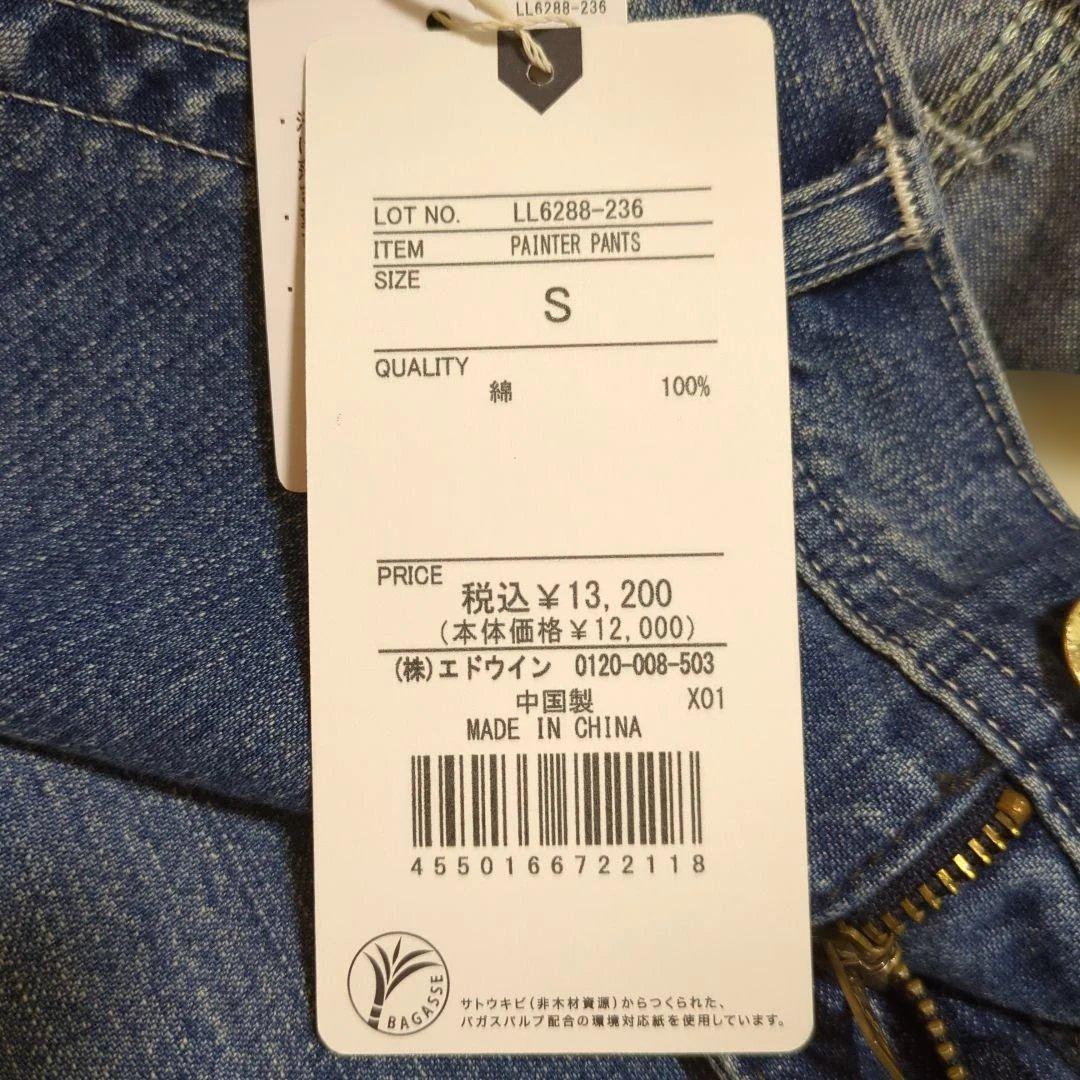 LL6288-236
LOT NO. LL6288-236
ITEM PAINTER PANTS
SIZE
S
QUALITY
綿 100%
PRICE
税込¥13,200
(本体価格¥12,000)
(株)エドウイン 0120-008-503
中国製 X01
MADE IN CHINA
4550166722118
BAGASSE
サトウキビ(非木材資源)からつくられた、
バガスパルプ配合の環境対応紙を使用しています。